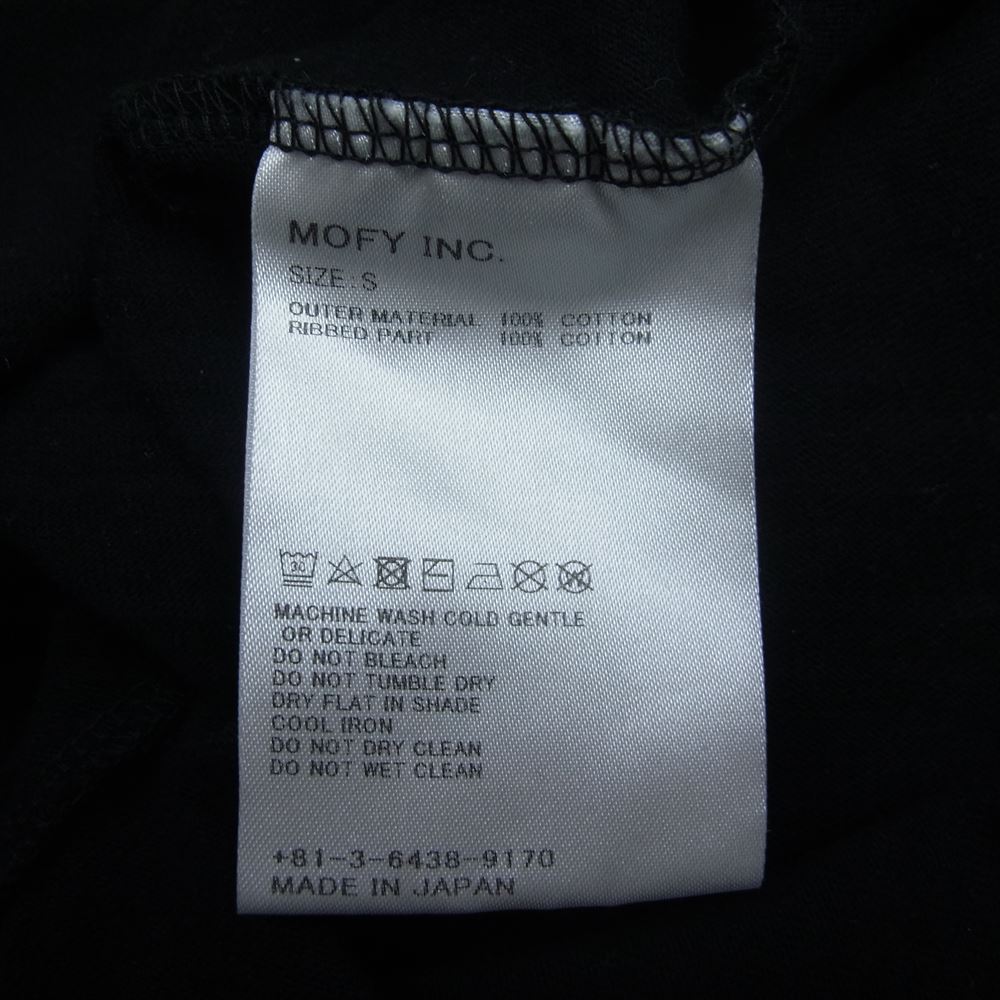 MOFY INC.
SIZE:S
OUTER MATERIAL 100% COTTON
RIBBED PART 100% COTTON
30
W
MACHINE WASH COLD GENTLE
OR DELICATE
DO NOT BLEACH
DO NOT TUMBLE DRY
DRY FLAT IN SHADE
COOL IRON
DO NOT DRY CLEAN
DO NOT WET CLEAN
+81-3-6438-9170
MADE IN JAPAN